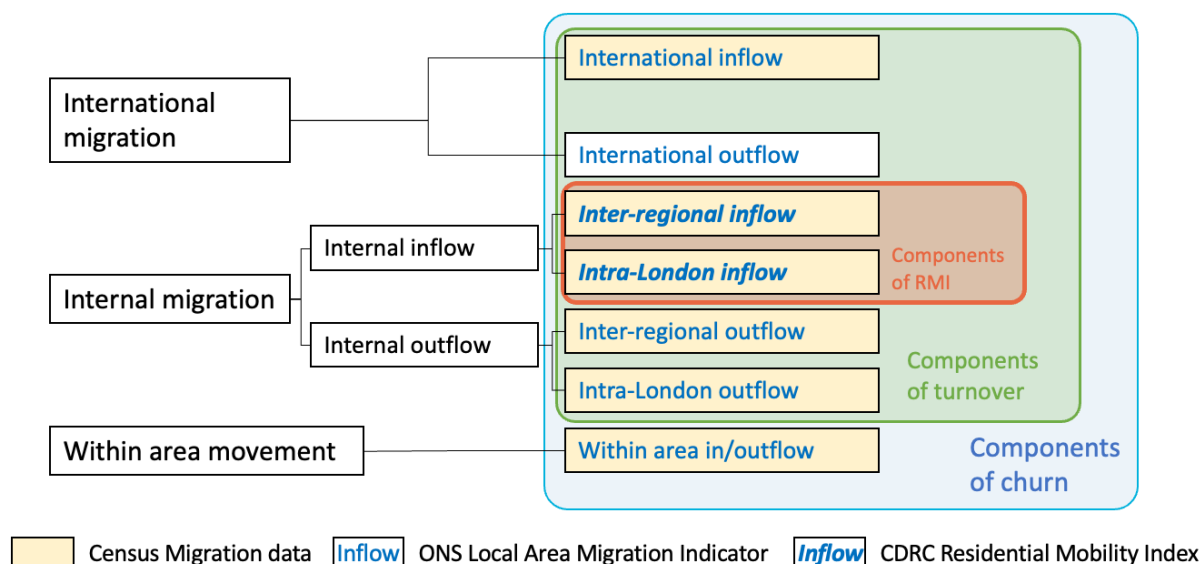 International inflow
International
migration
International outflow
Inter-regional inflow
Internal inflow
Intra-London inflow
Components
of RMI
Internal migration
Inter-regional outflow
Internal outflow
Intra-London outflow
Components
of turnover
Within area movement
Within area in/outflow
Components
of churn
Census Migration data
Inflow
ONS Local Area Migration Indicator
Inflow
CDRC Residential Mobility Index